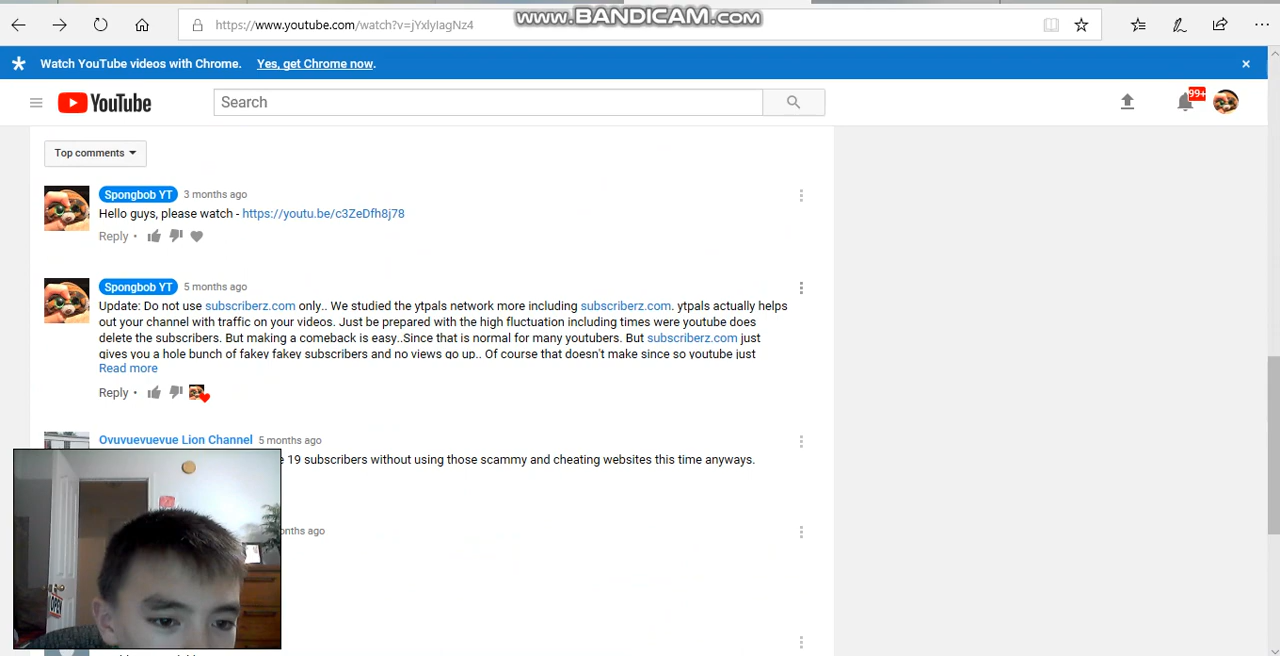 www.BANDICAM.com
https://www.youtube.com/watch?v=jYxlyIagNz4
Watch YouTube videos with Chrome. Yes, get Chrome now.
YouTube
Search
99+
Top comments
Spongbob YT 3 months ago
Hello guys, please watch - https://youtu.be/c3ZeDfh8j78
Reply
Spongbob YT 5 months ago
Update: Do not use subscriberz.com only.. We studied the ytpals network more including subscriberz.com. ytpals actually helps
out your channel with traffic on your videos. Just be prepared with the high fluctuation including times were youtube does
delete the subscribers. But making a comeback is easy..Since that is normal for many youtubers. But subscriberz.com just
gives you a hole bunch of fakey fakey subscribers and no views go up.. Of course that doesn't make since so youtube just
Read more
Reply
Ovuvuevuevue Lion Channel 5 months ago
19 subscribers without using those scammy and cheating websites this time anyways.
ago
OPEN